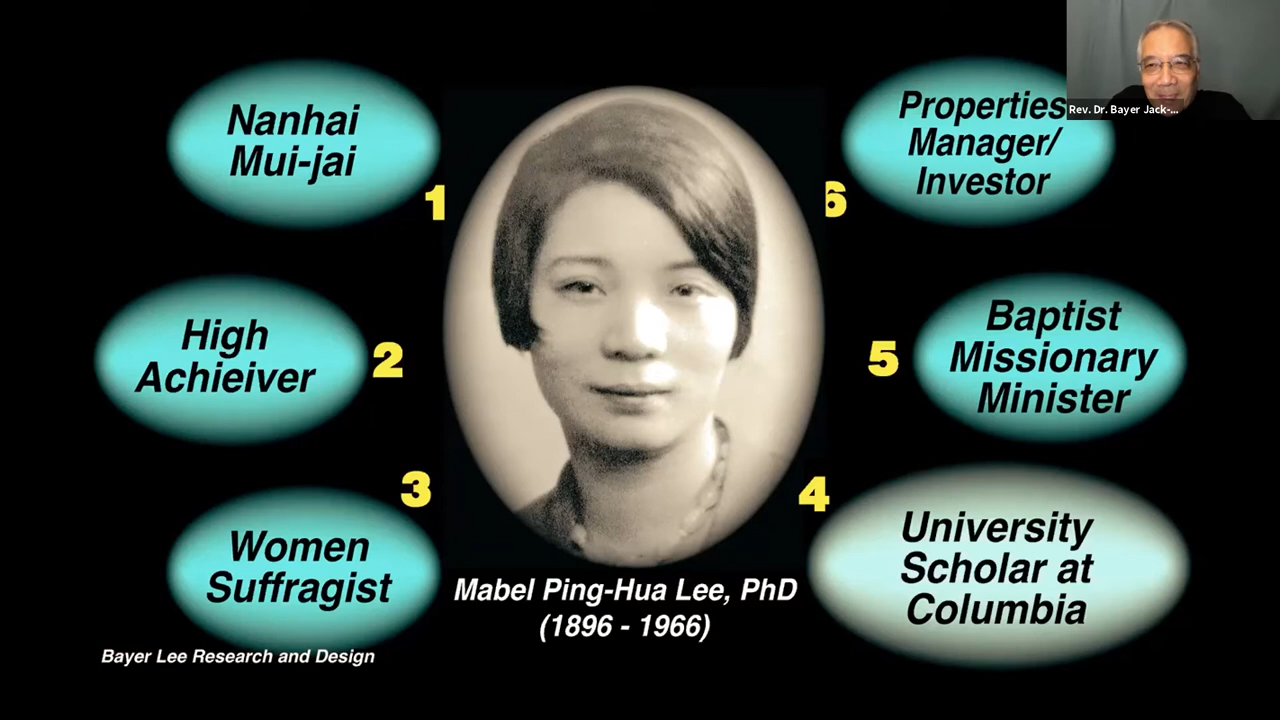 Nanhai
Mui-jai
1
High
Achieiver
2
3
Women
Suffragist
Mabel Ping-Hua Lee, PhD
(1896 - 1966)
4
University
Scholar at
Columbia
5
Baptist
Missionary
Minister
6
Properties
Manager/
Investor
Rev. Dr. Bayer Jack-...
Bayer Lee Research and Design